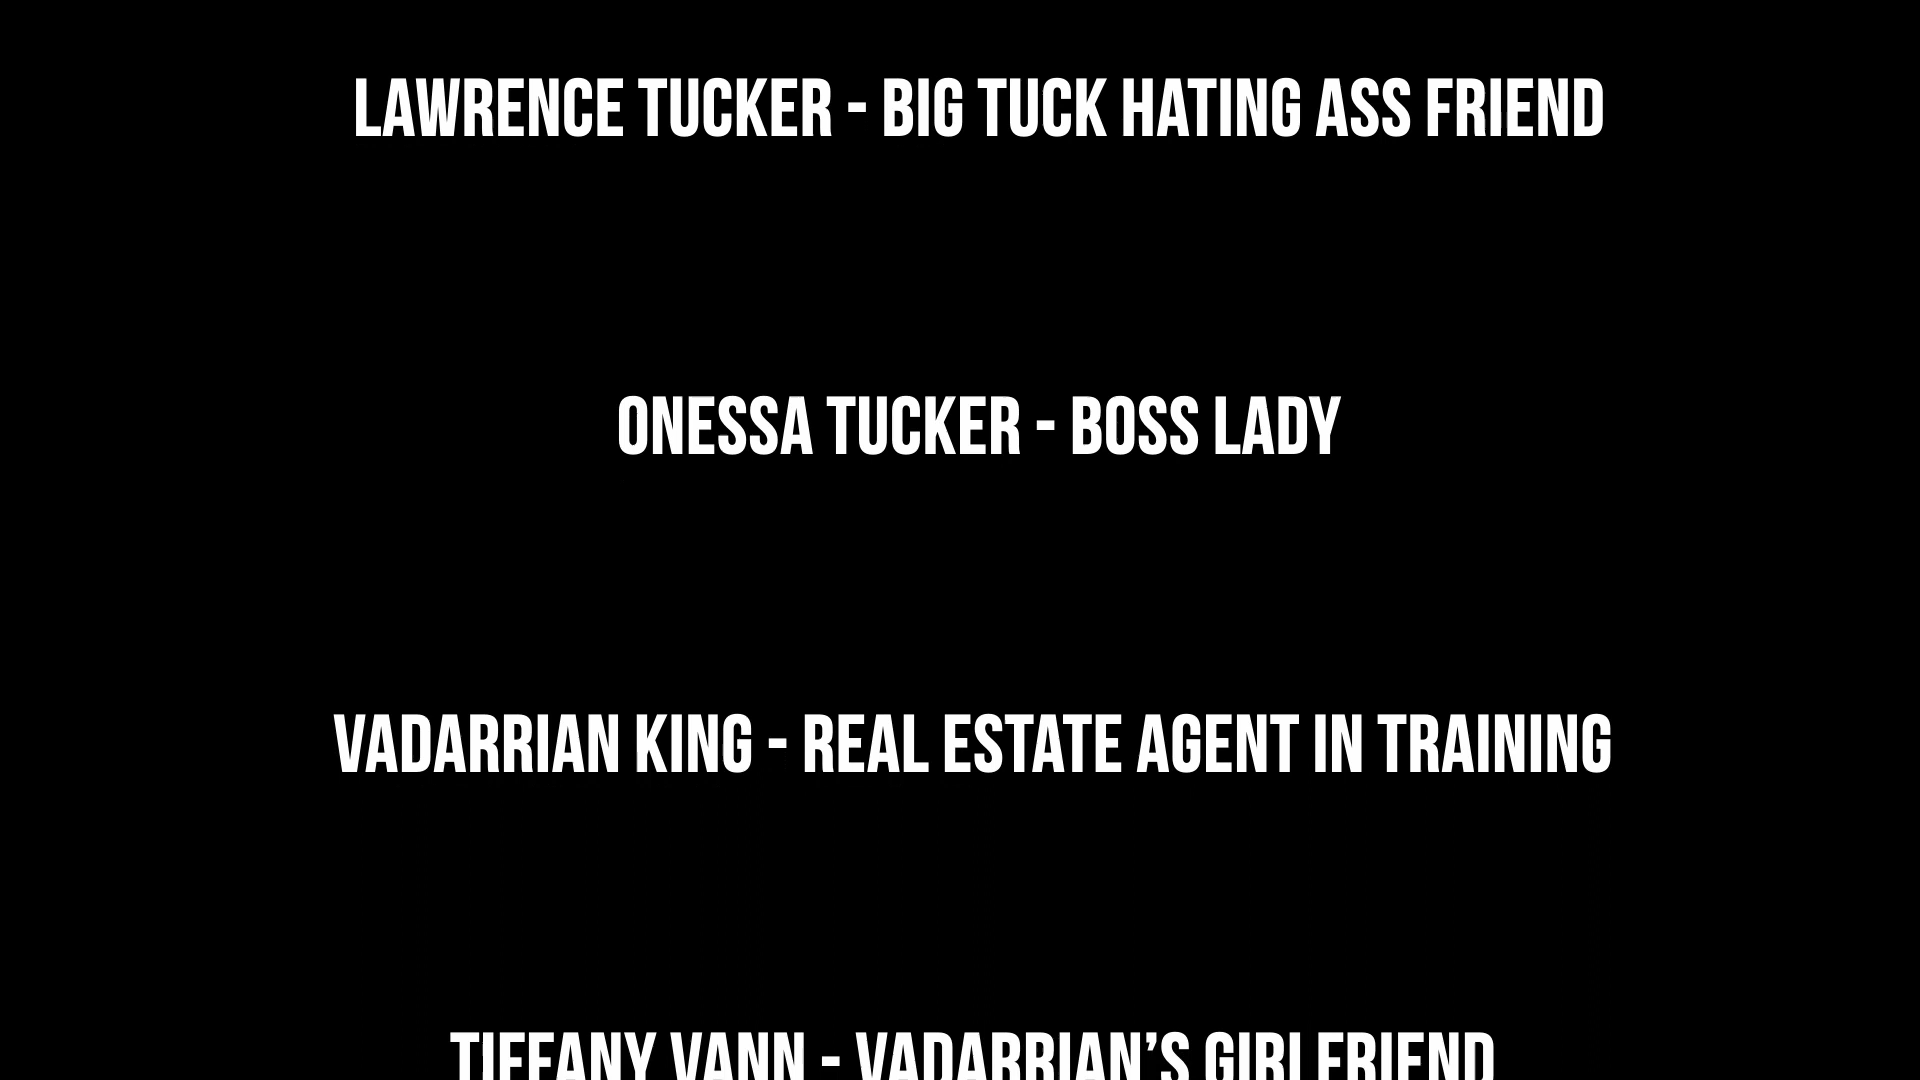 LAWRENCE TUCKER - BIG TUCK HATING ASS FRIEND
ONESSA TUCKER - BOSS LADY
VADARRIAN KING - REAL ESTATE AGENT IN TRAINING
TIFFANY VANN - VADARRIAN’S GIRLFRIEND